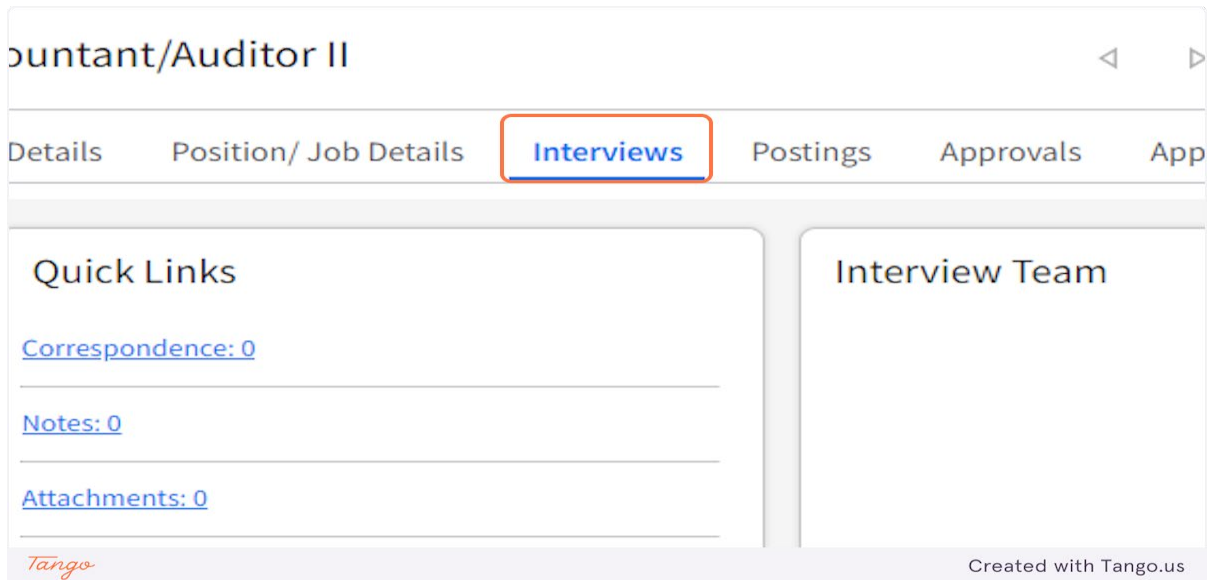 ountant/Auditor II
Details Position/ Job Details Interviews Postings Approvals App
Quick Links
Interview Team
Correspondence: 0
Notes: 0
Attachments: 0
Tango
Created with Tango.us